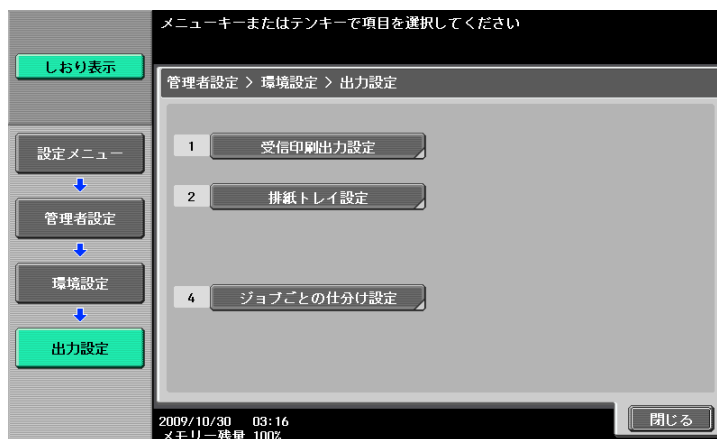 メニューキーまたはテンキーで項目を選択してください
しおり表示
管理者設定 > 環境設定 > 出力設定
設定メニュー
管理者設定
環境設定
出力設定
1 受信印刷出力設定
2 排紙トレイ設定
4 ジョブごとの仕分け設定
閉じる
2009/10/30 03:16
メモリー残量 100%